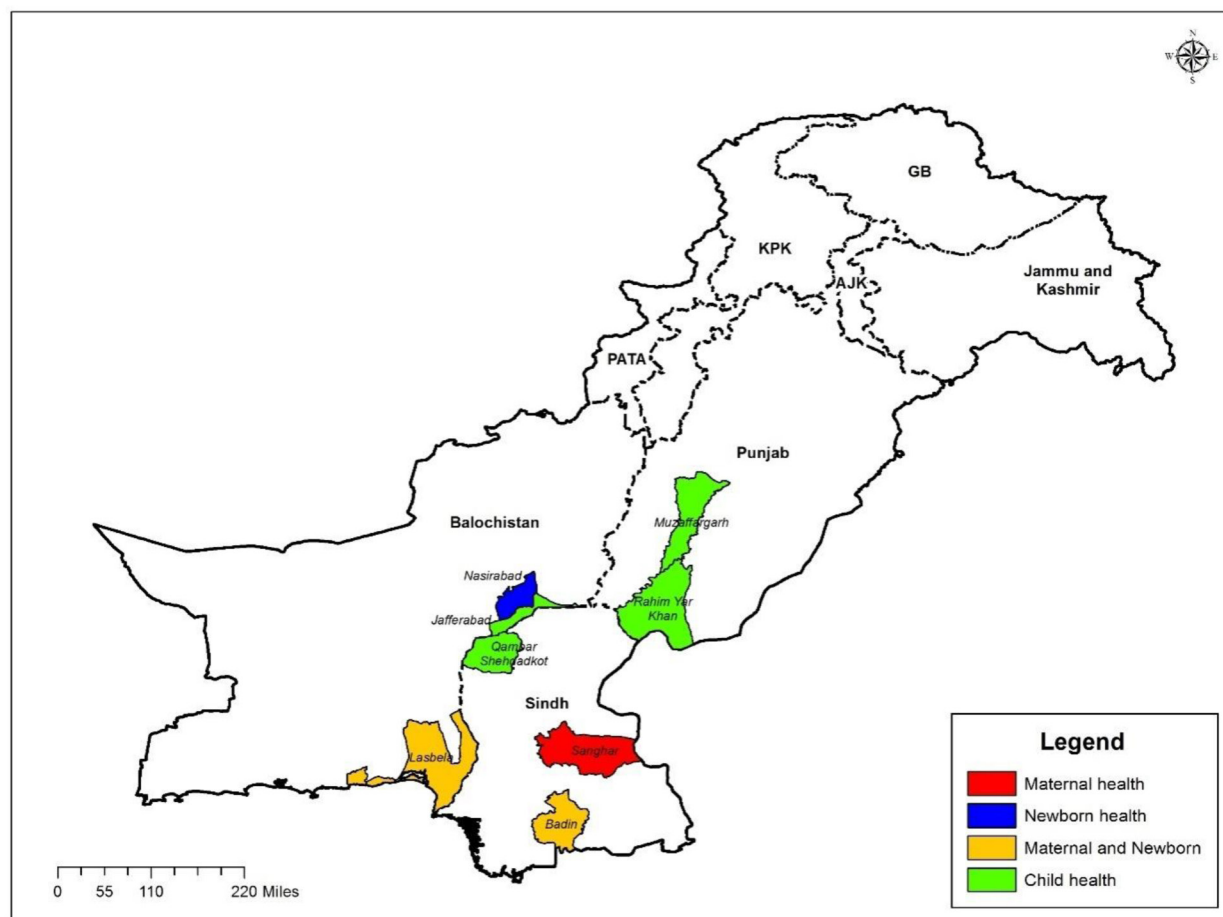 N
W E
S
GB
KPK
Jammu and
Kashmir
AJK
PATA
Punjab
Balochistan
Muzaffargarh
Nasirabad
Rahim Yar
Khan
Jafferabad
Qambar
Shehdadkot
Sindh
Lasbela
Sanghar
Badin
Legend
Maternal health
Newborn health
Maternal and Newborn
Child health
0 55 110 220 Miles